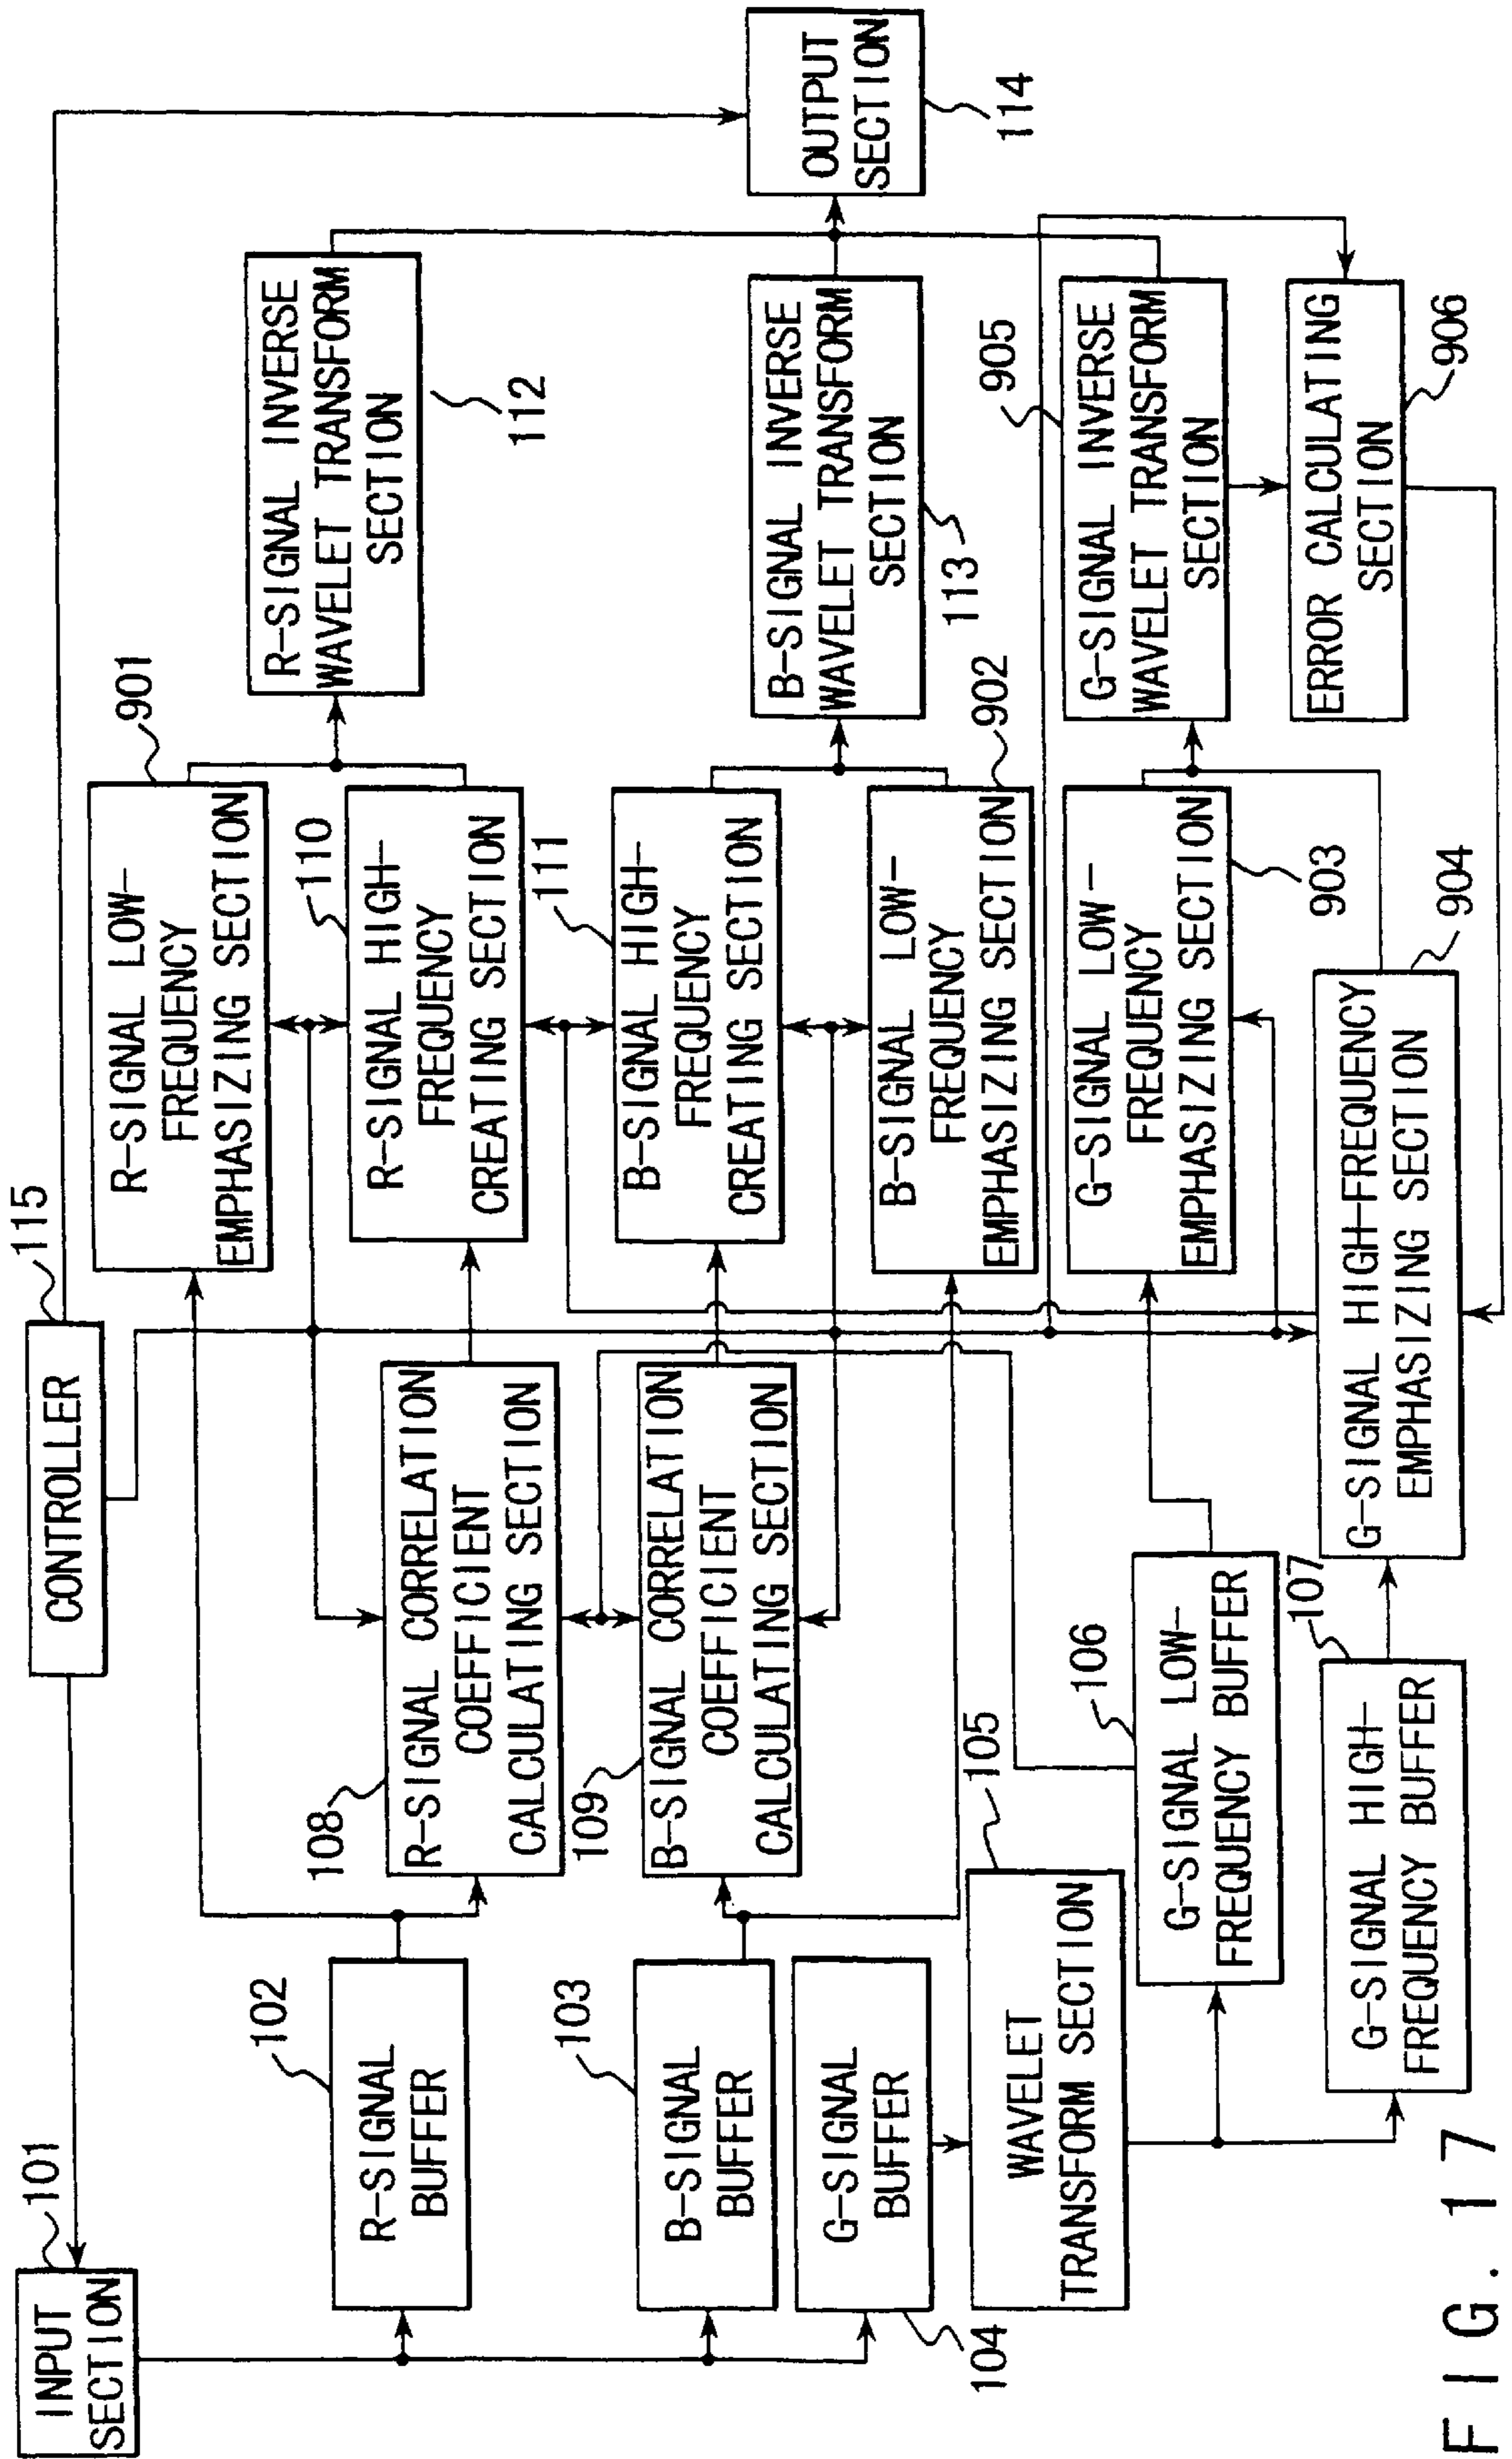 INPUT
SECTION
101
CONTROLLER
115
R-SIGNAL
BUFFER
102
B-SIGNAL
BUFFER
103
G-SIGNAL
BUFFER
104
WAVELET
TRANSFORM SECTION
105
G-SIGNAL LOW-
FREQUENCY BUFFER
106
G-SIGNAL HIGH-
FREQUENCY BUFFER
107
R-SIGNAL CORRELATION
COEFFICIENT
CALCULATING SECTION
108
B-SIGNAL CORRELATION
COEFFICIENT
CALCULATING SECTION
109
R-SIGNAL LOW-
FREQUENCY
EMPHASIZING SECTION
901
R-SIGNAL HIGH-
FREQUENCY
CREATING SECTION
110
B-SIGNAL HIGH-
FREQUENCY
CREATING SECTION
111
B-SIGNAL LOW-
FREQUENCY
EMPHASIZING SECTION
902
G-SIGNAL LOW-
FREQUENCY
EMPHASIZING SECTION
903
G-SIGNAL HIGH-FREQUENCY
EMPHASIZING SECTION
904
R-SIGNAL INVERSE
WAVELET TRANSFORM
SECTION
112
B-SIGNAL INVERSE
WAVELET TRANSFORM
SECTION
113
G-SIGNAL INVERSE
WAVELET TRANSFORM
SECTION
905
ERROR CALCULATING
SECTION
906
OUTPUT
SECTION
114
FIG. 17